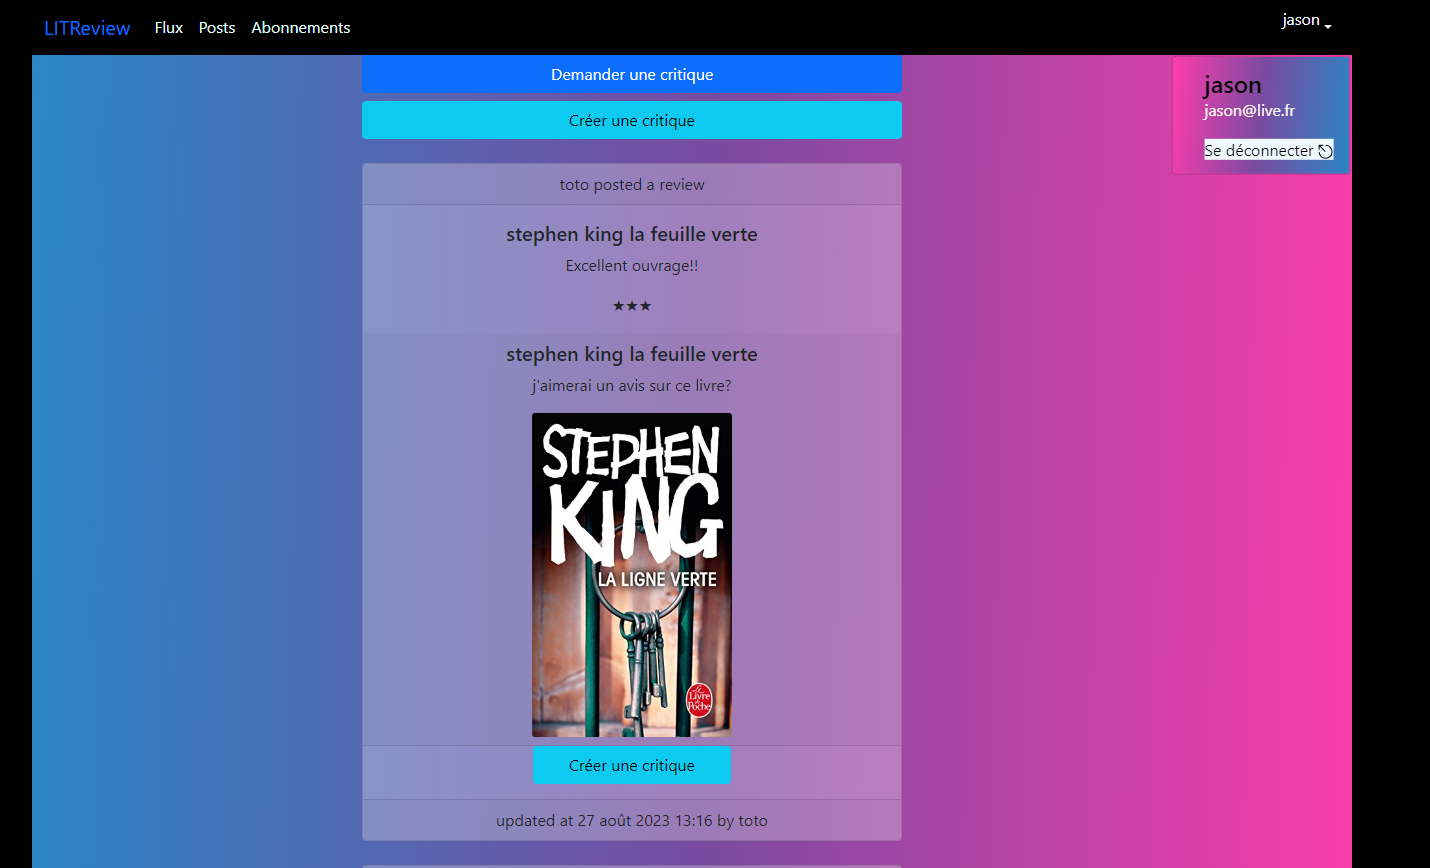 LITReview Flux Posts Abonnements jason
Demander une critique
Créer une critique
jason
jason@live.fr
Se déconnecter
toto posted a review
stephen king la feuille verte
Excellent ouvrage!!
★★★
stephen king la feuille verte
j'aimerai un avis sur ce livre?
STEPHEN
KING
LA LIGNE VERTE
Le
Livre
de
Poche
Créer une critique
updated at 27 août 2023 13:16 by toto